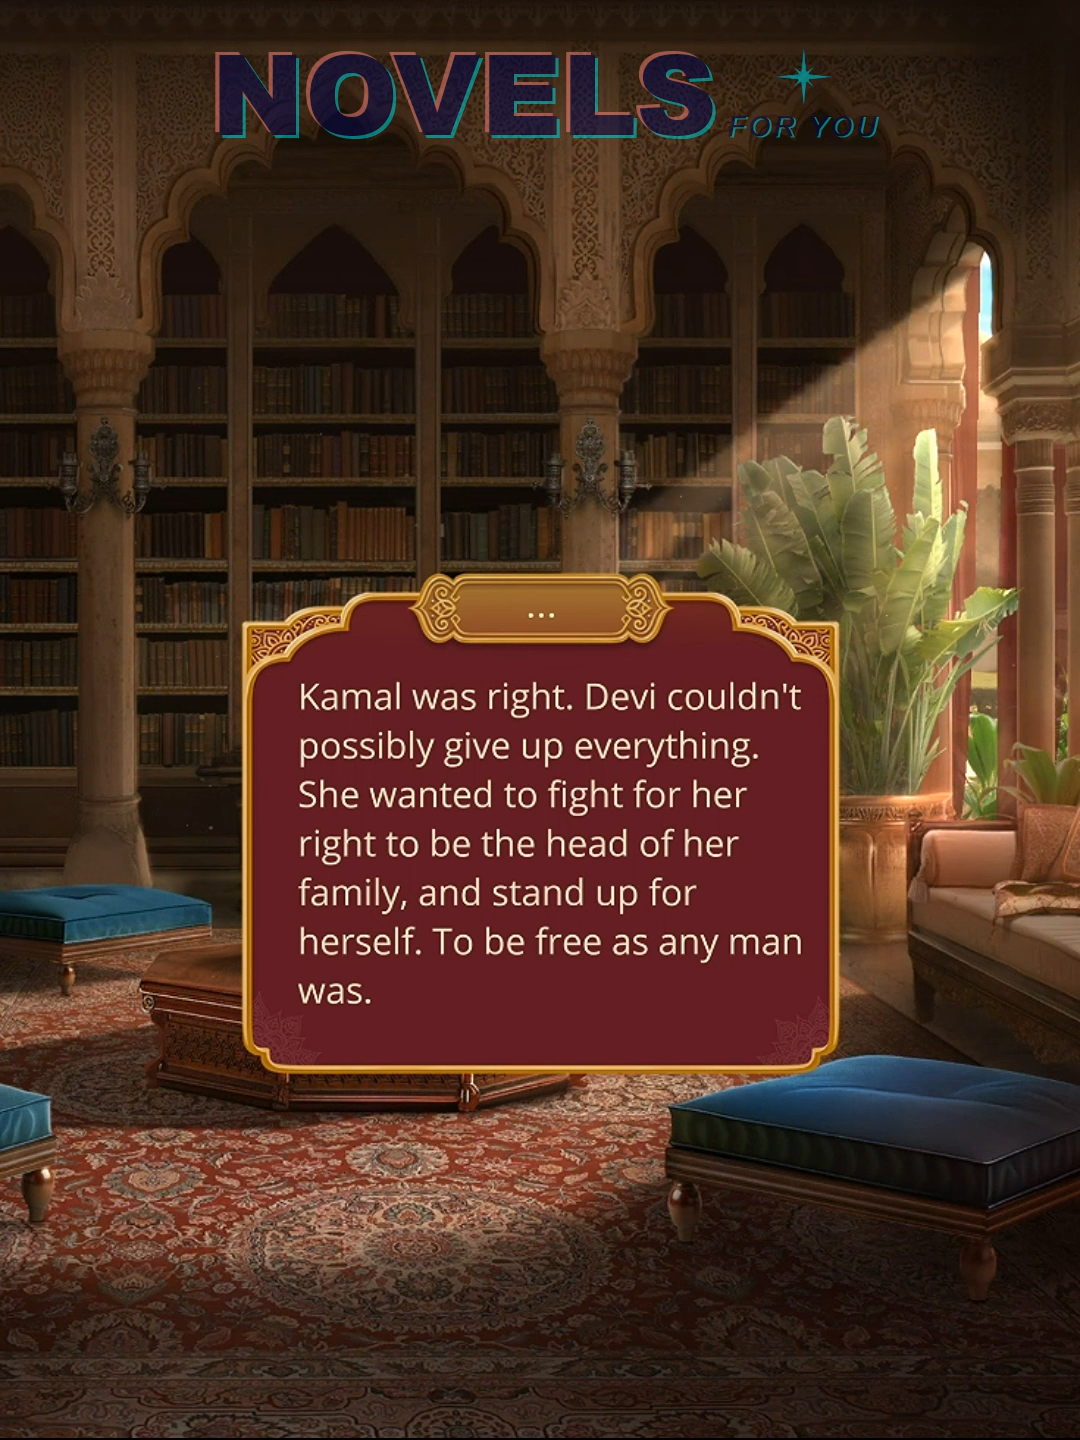 NOVELS
FOR YOU
...
Kamal was right. Devi couldn't
possibly give up everything.
She wanted to fight for her
right to be the head of her
family, and stand up for
herself. To be free as any man
was.